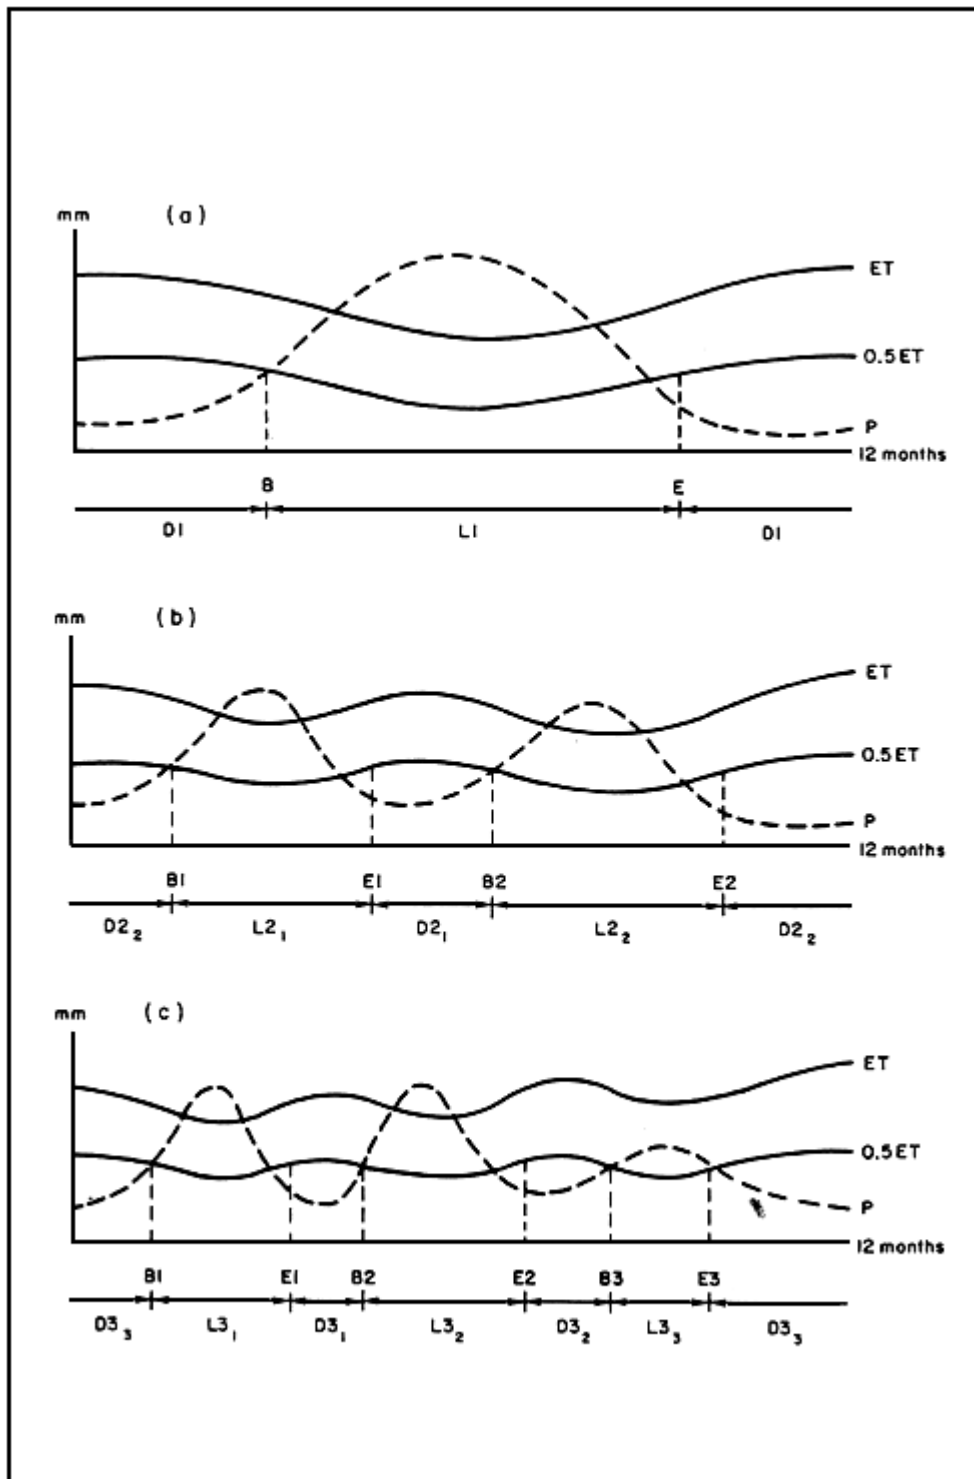 mm (a)
ET
0.5 ET
P
12 months
B E
D1 L1 D1
mm (b)
ET
0.5 ET
P
12 months
B1 E1 B2 E2
D2₂ L2₁ D2₁ L2₂ D2₂
mm (c)
ET
0.5 ET
P
12 months
B1 E1 B2 E2 B3 E3
D3₃ L3₁ D3₁ L3₂ D3₂ L3₃ D3₃